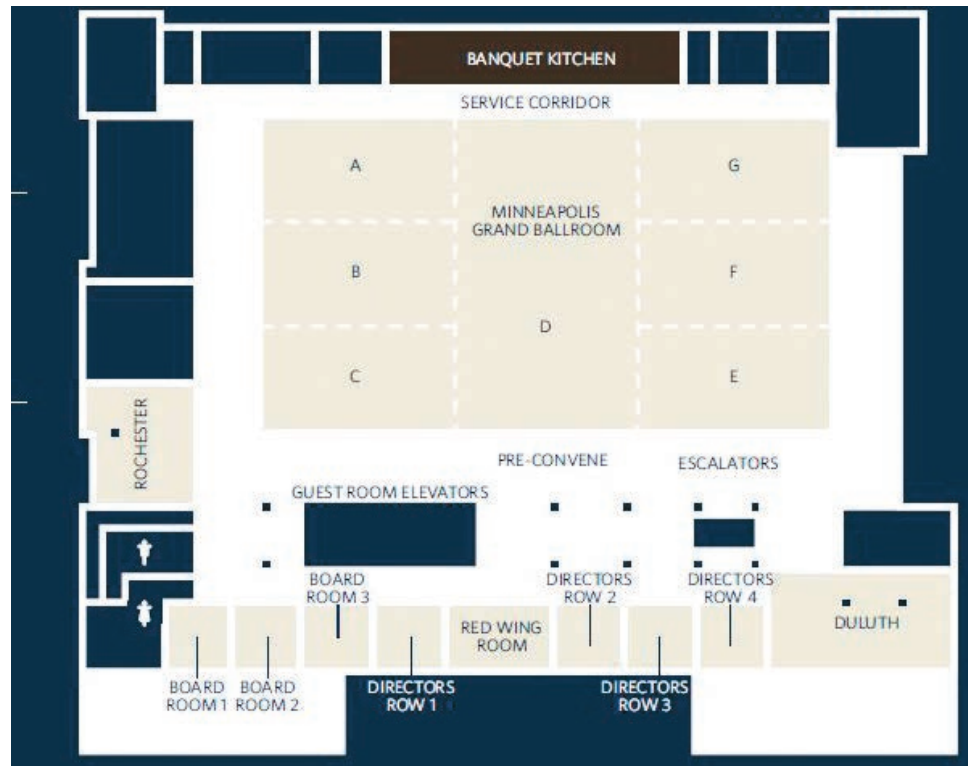 BANQUET KITCHEN
SERVICE CORRIDOR
A
G
MINNEAPOLIS
GRAND BALLROOM
B
F
D
C
E
ROCHESTER
PRE-CONVENE
ESCALATORS
GUEST ROOM ELEVATORS
BOARD
ROOM 3
DIRECTORS
ROW 2
DIRECTORS
ROW 4
RED WING
ROOM
DULUTH
BOARD
ROOM 1
BOARD
ROOM 2
DIRECTORS
ROW 1
DIRECTORS
ROW 3